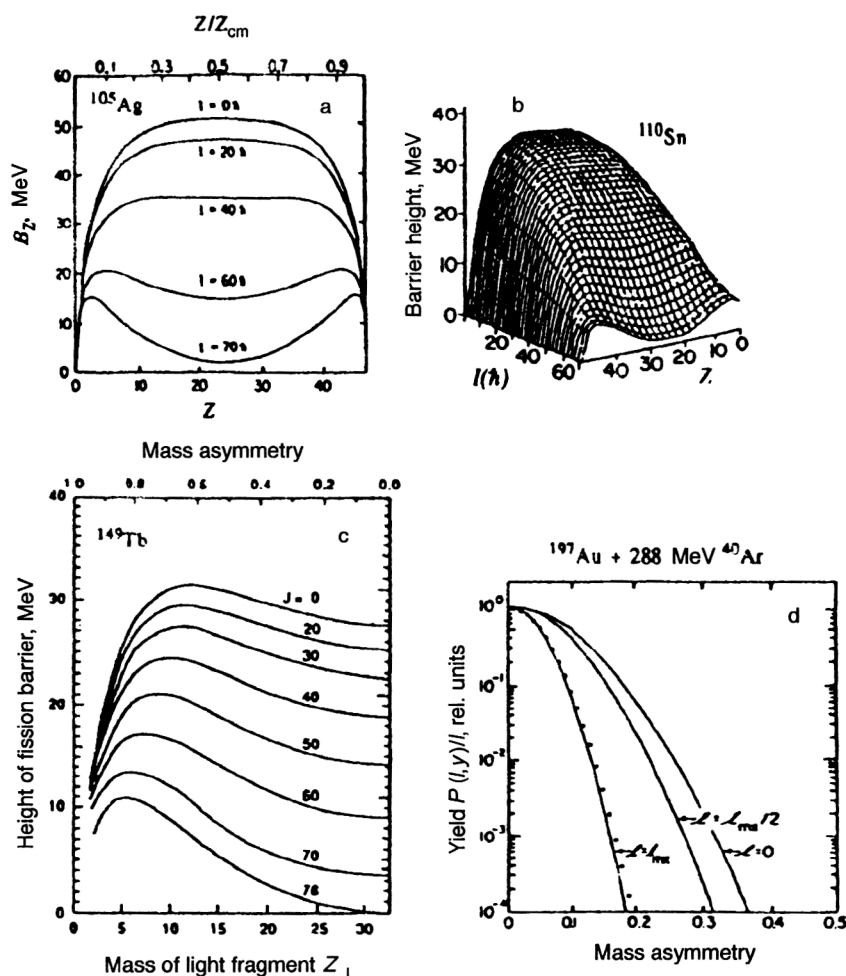 Z/Z cm
0.1 0.3 0.5 0.7 0.9
60
50
40
30
20
10
0
B_Z, MeV
105Ag
a
l = 0ħ
l = 20ħ
l = 40ħ
l = 60ħ
l = 70ħ
0 10 20 30 40
Z
b
110Sn
Barrier height, MeV
40
30
20
10
0
20 40 60
l(ħ)
40 30 20 10 0
Z
Mass asymmetry
1.0 0.8 0.6 0.4 0.2 0.0
40
30
20
10
0
Height of fission barrier, MeV
149Tb
c
J = 0
20
30
40
50
60
70
76
0 5 10 15 20 25 30
Mass of light fragment Z
197Au + 288 MeV 40Ar
d
Yield P (l,y)/l, rel. units
10^0
10^-1
10^-2
10^-3
10^-4
l = l
l = l /2
l = 0
0 0.1 0.2 0.3 0.4 0.5
Mass asymmetry